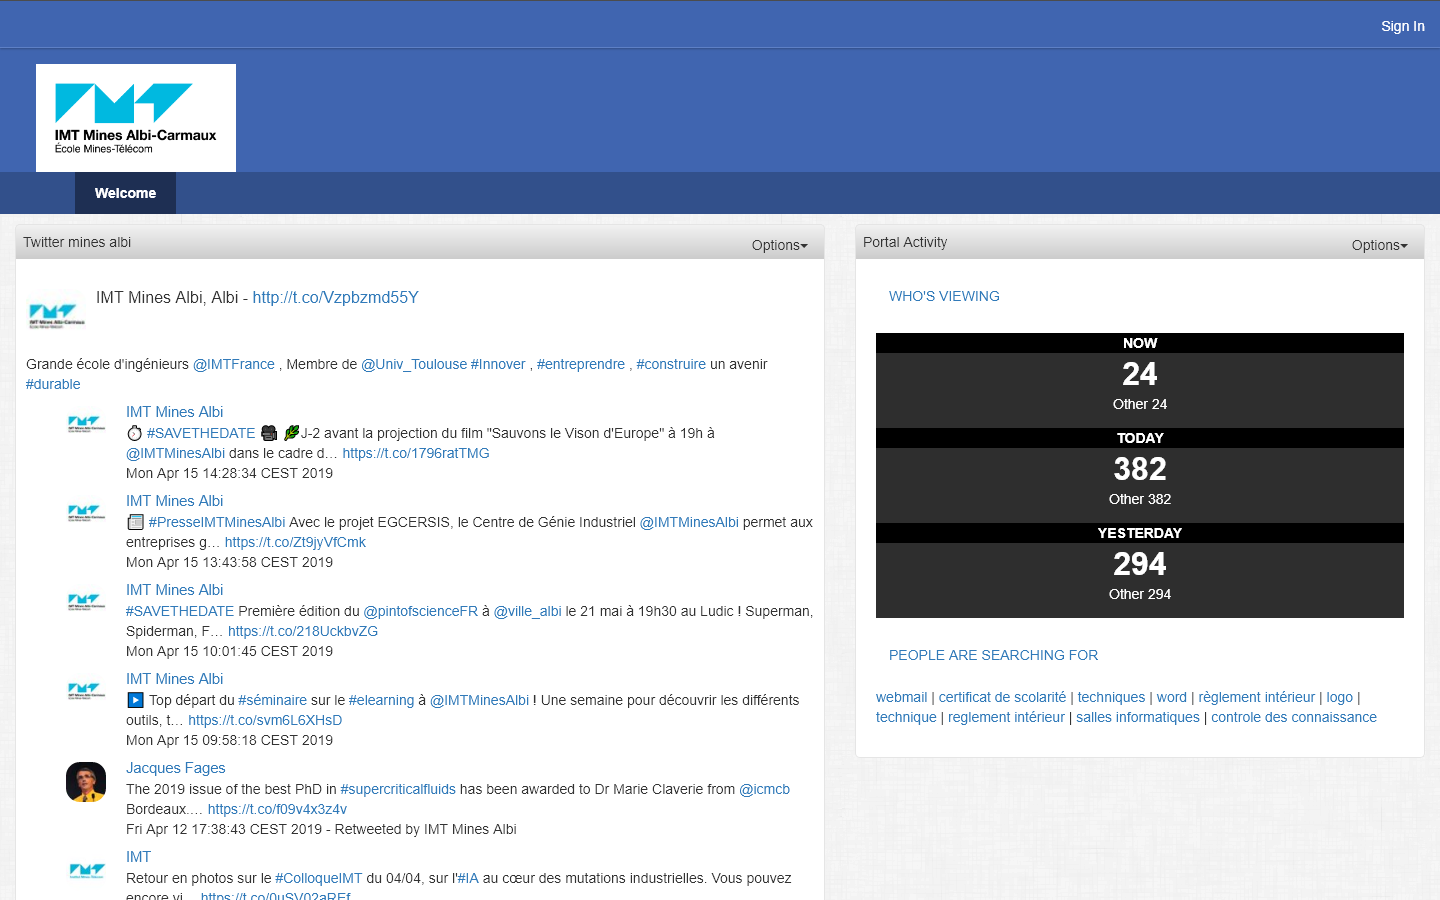 Sign In
IMT Mines Albi-Carmaux
École Mines-Télécom
Welcome
Twitter mines albi
Options
IMT Mines Albi, Albi - http://t.co/Vzpbzmd55Y
Grande école d'ingénieurs @IMTFrance , Membre de @Univ_Toulouse #Innover , #entreprendre , #construire un avenir
#durable
IMT Mines Albi
#SAVETHEDATE J-2 avant la projection du film "Sauvons le Vison d'Europe" à 19h à
@IMTMinesAlbi dans le cadre d… https://t.co/1796ratTMG
Mon Apr 15 14:28:34 CEST 2019
IMT Mines Albi
#PresseIMTMinesAlbi Avec le projet EGCERSIS, le Centre de Génie Industriel @IMTMinesAlbi permet aux
entreprises g… https://t.co/Zt9jyVfCmk
Mon Apr 15 13:43:58 CEST 2019
IMT Mines Albi
#SAVETHEDATE Première édition du @pintofscienceFR à @ville_albi le 21 mai à 19h30 au Ludic ! Superman,
Spiderman, F… https://t.co/218UckbvZG
Mon Apr 15 10:01:45 CEST 2019
IMT Mines Albi
Top départ du #séminaire sur le #elearning à @IMTMinesAlbi ! Une semaine pour découvrir les différents
outils, t… https://t.co/svm6L6XHsD
Mon Apr 15 09:58:18 CEST 2019
Jacques Fages
The 2019 issue of the best PhD in #supercriticalfluids has been awarded to Dr Marie Claverie from @icmcb
Bordeaux.… https://t.co/f09v4x3z4v
Fri Apr 12 17:38:43 CEST 2019 - Retweeted by IMT Mines Albi
IMT
Retour en photos sur le #ColloqueIMT du 04/04, sur l'#IA au cœur des mutations industrielles. Vous pouvez
encore vi… https://t.co/0uSV02aREf
Portal Activity
Options
WHO'S VIEWING
NOW
24
Other 24
TODAY
382
Other 382
YESTERDAY
294
Other 294
PEOPLE ARE SEARCHING FOR
webmail | certificat de scolarité | techniques | word | règlement intérieur | logo |
technique | reglement intérieur | salles informatiques | controle des connaissance